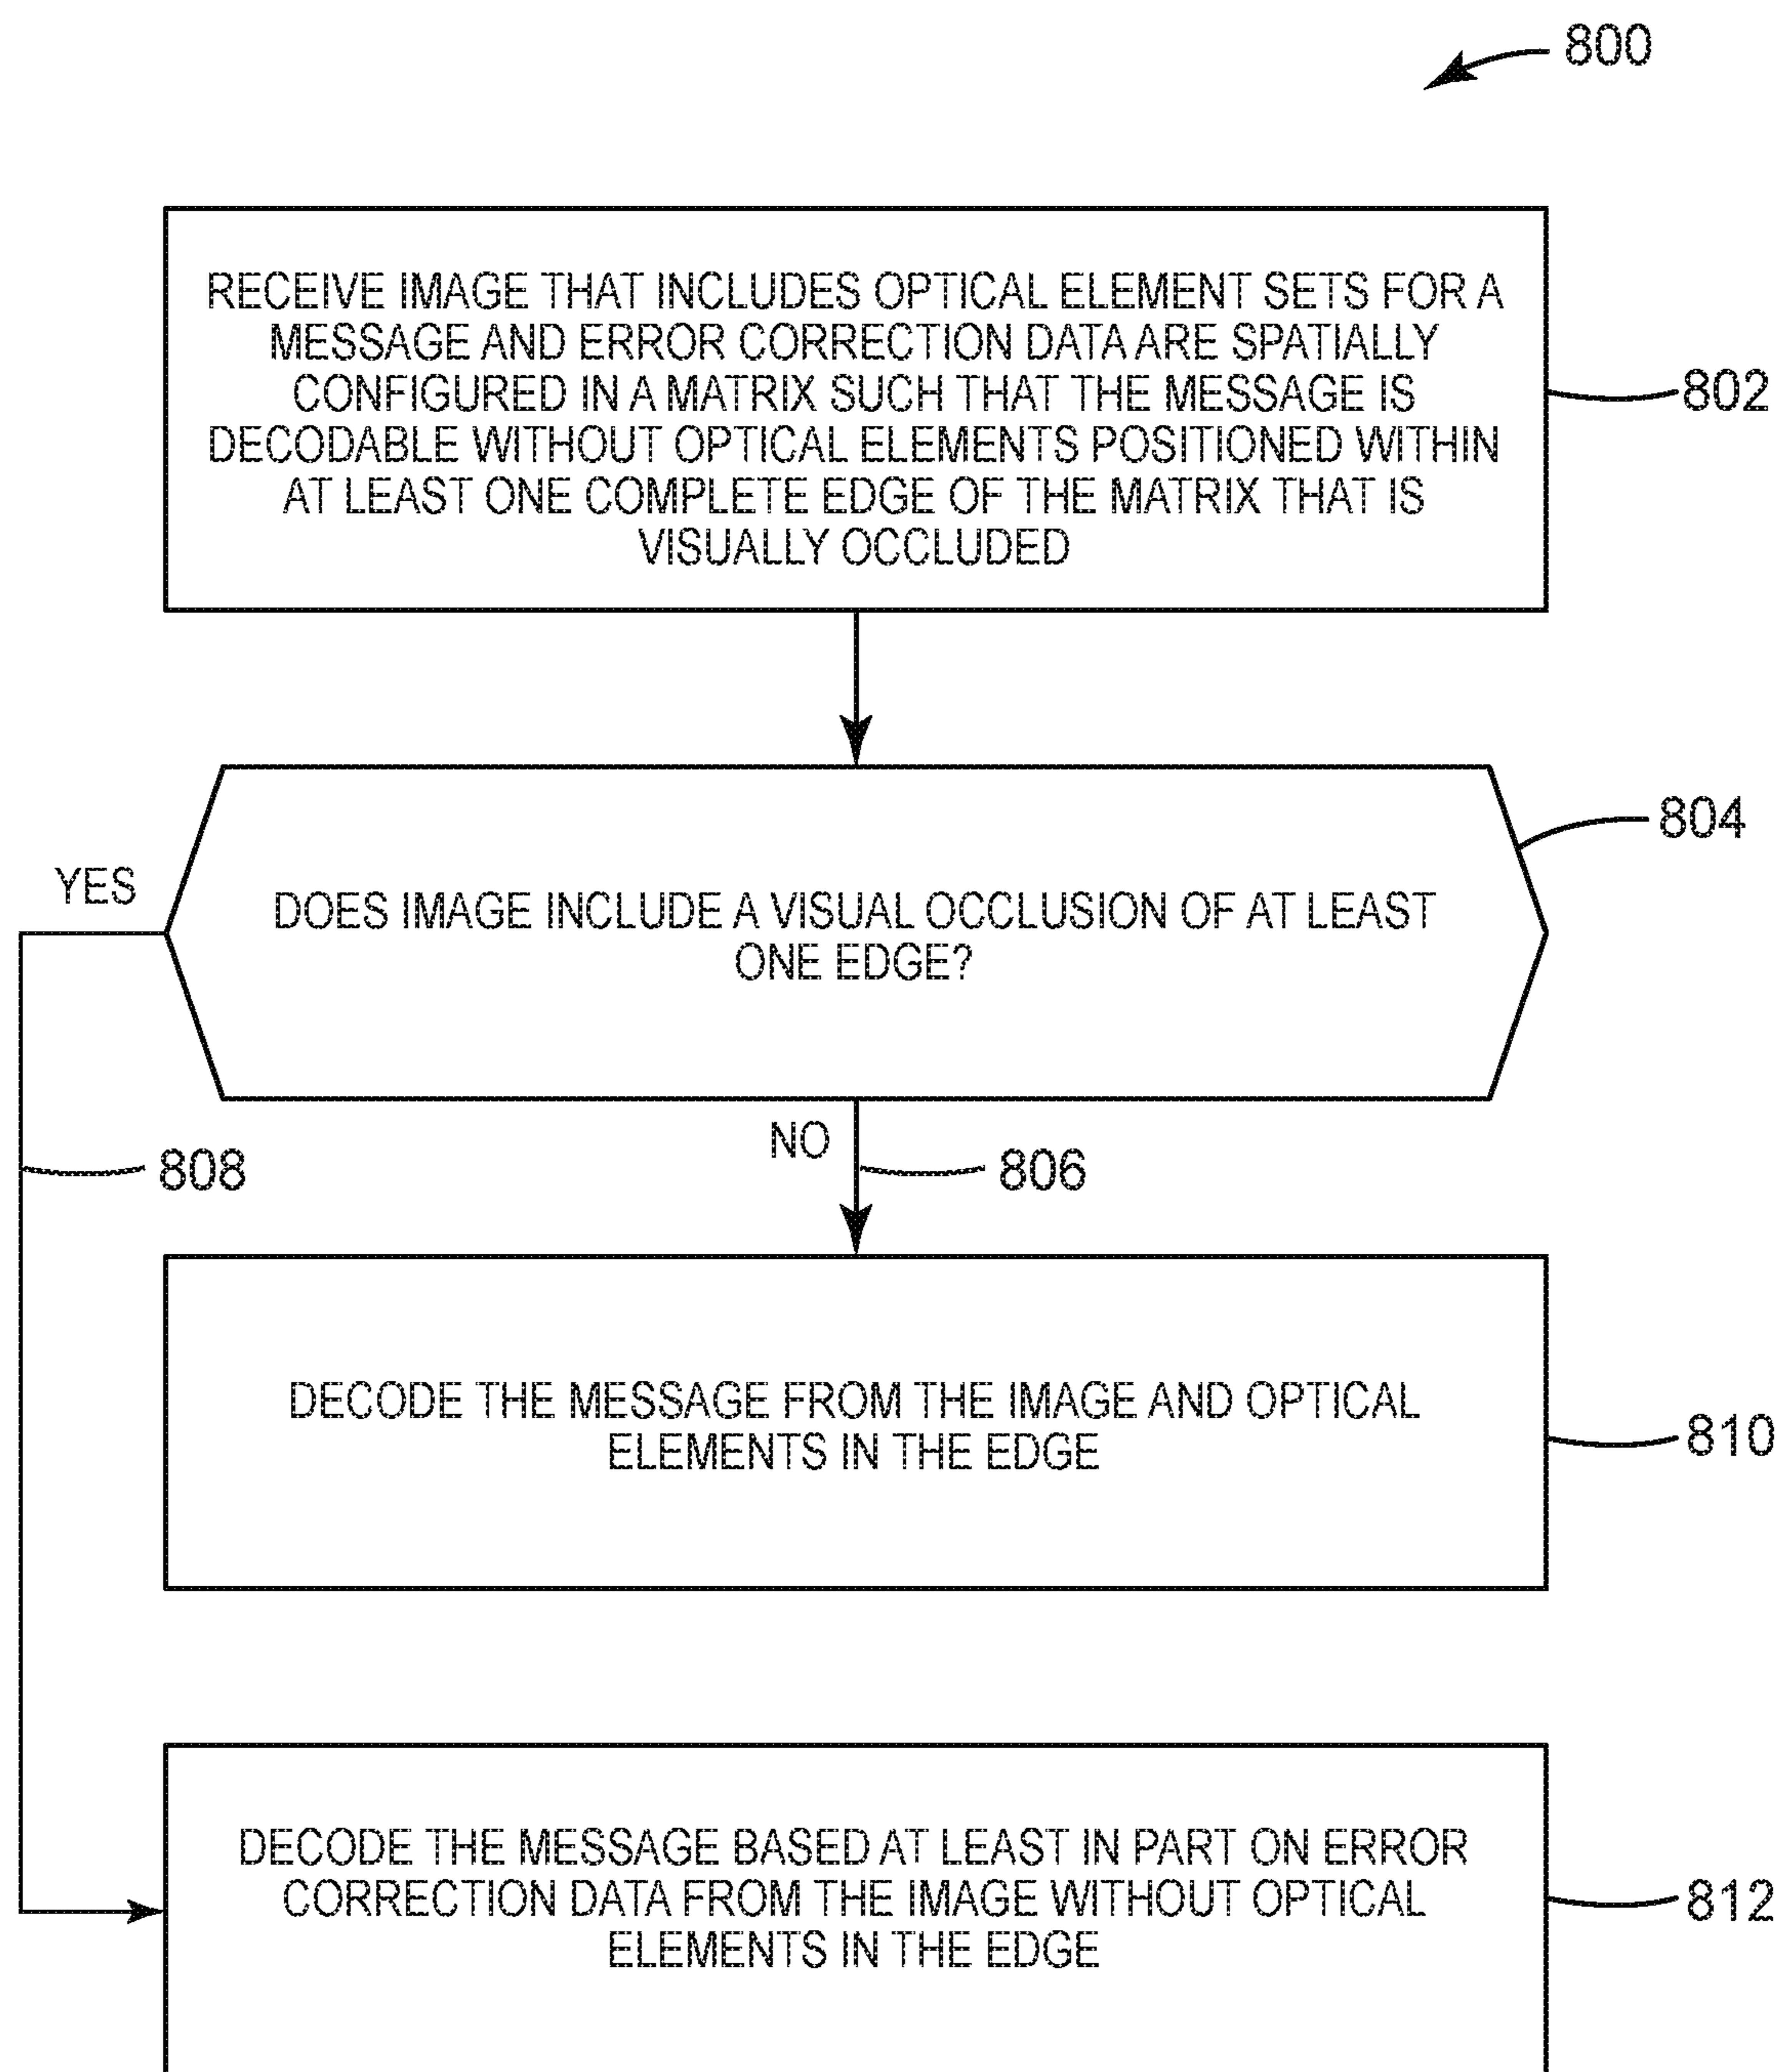 800
RECEIVE IMAGE THAT INCLUDES OPTICAL ELEMENT SETS FOR A
MESSAGE AND ERROR CORRECTION DATA ARE SPATIALLY
CONFIGURED IN A MATRIX SUCH THAT THE MESSAGE IS
DECODABLE WITHOUT OPTICAL ELEMENTS POSITIONED WITHIN
AT LEAST ONE COMPLETE EDGE OF THE MATRIX THAT IS
VISUALLY OCCLUDED
802
804
YES
DOES IMAGE INCLUDE A VISUAL OCCLUSION OF AT LEAST
ONE EDGE?
NO
808
806
DECODE THE MESSAGE FROM THE IMAGE AND OPTICAL
ELEMENTS IN THE EDGE
810
DECODE THE MESSAGE BASED AT LEAST IN PART ON ERROR
CORRECTION DATA FROM THE IMAGE WITHOUT OPTICAL
ELEMENTS IN THE EDGE
812